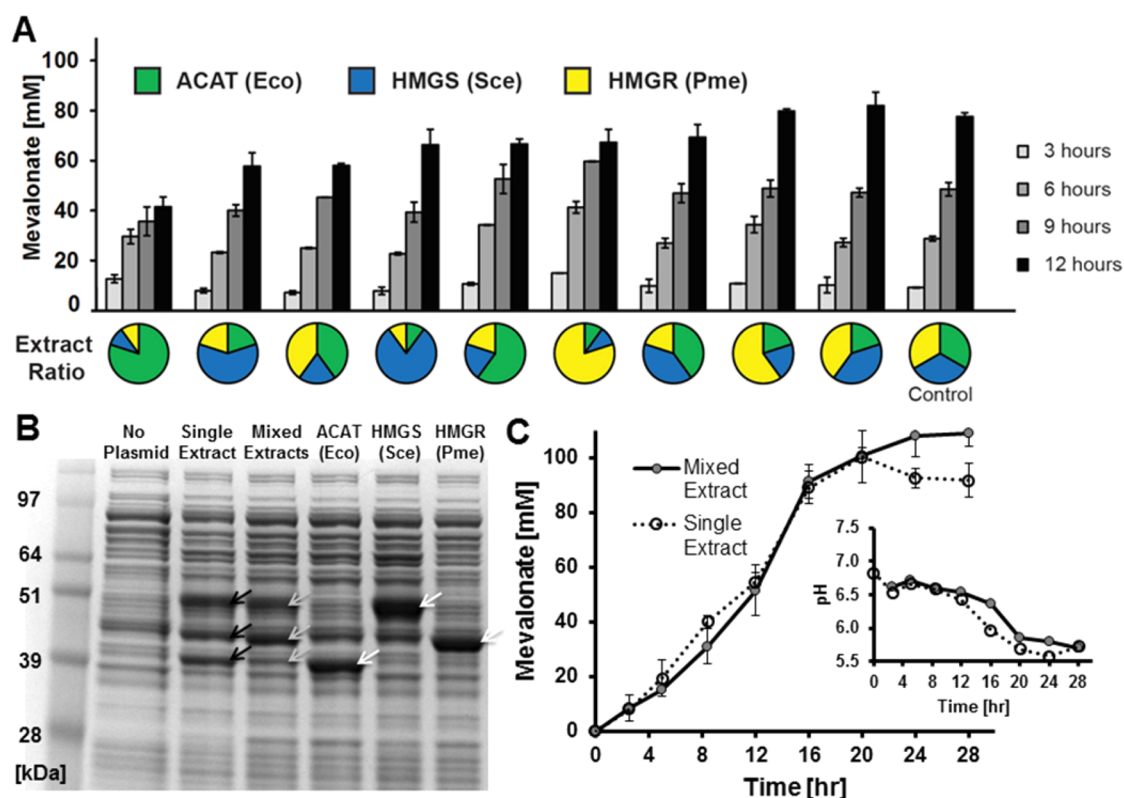 A
100
80
60
40
20
0
Mevalonate [mM]
ACAT (Eco)
HMGS (Sce)
HMGR (Pme)
3 hours
6 hours
9 hours
12 hours
Extract
Ratio
Control
B
No
Plasmid
Single
Extract
Mixed
Extracts
ACAT
(Eco)
HMGS
(Sce)
HMGR
(Pme)
97
64
51
39
28
[kDa]
C
100
80
60
40
20
0
Mevalonate [mM]
Mixed
Extract
Single
Extract
0 4 8 12 16 20 24 28
Time [hr]
7.5
7.0
6.5
6.0
5.5
pH
0 4 8 12 16 20 24 28
Time [hr]